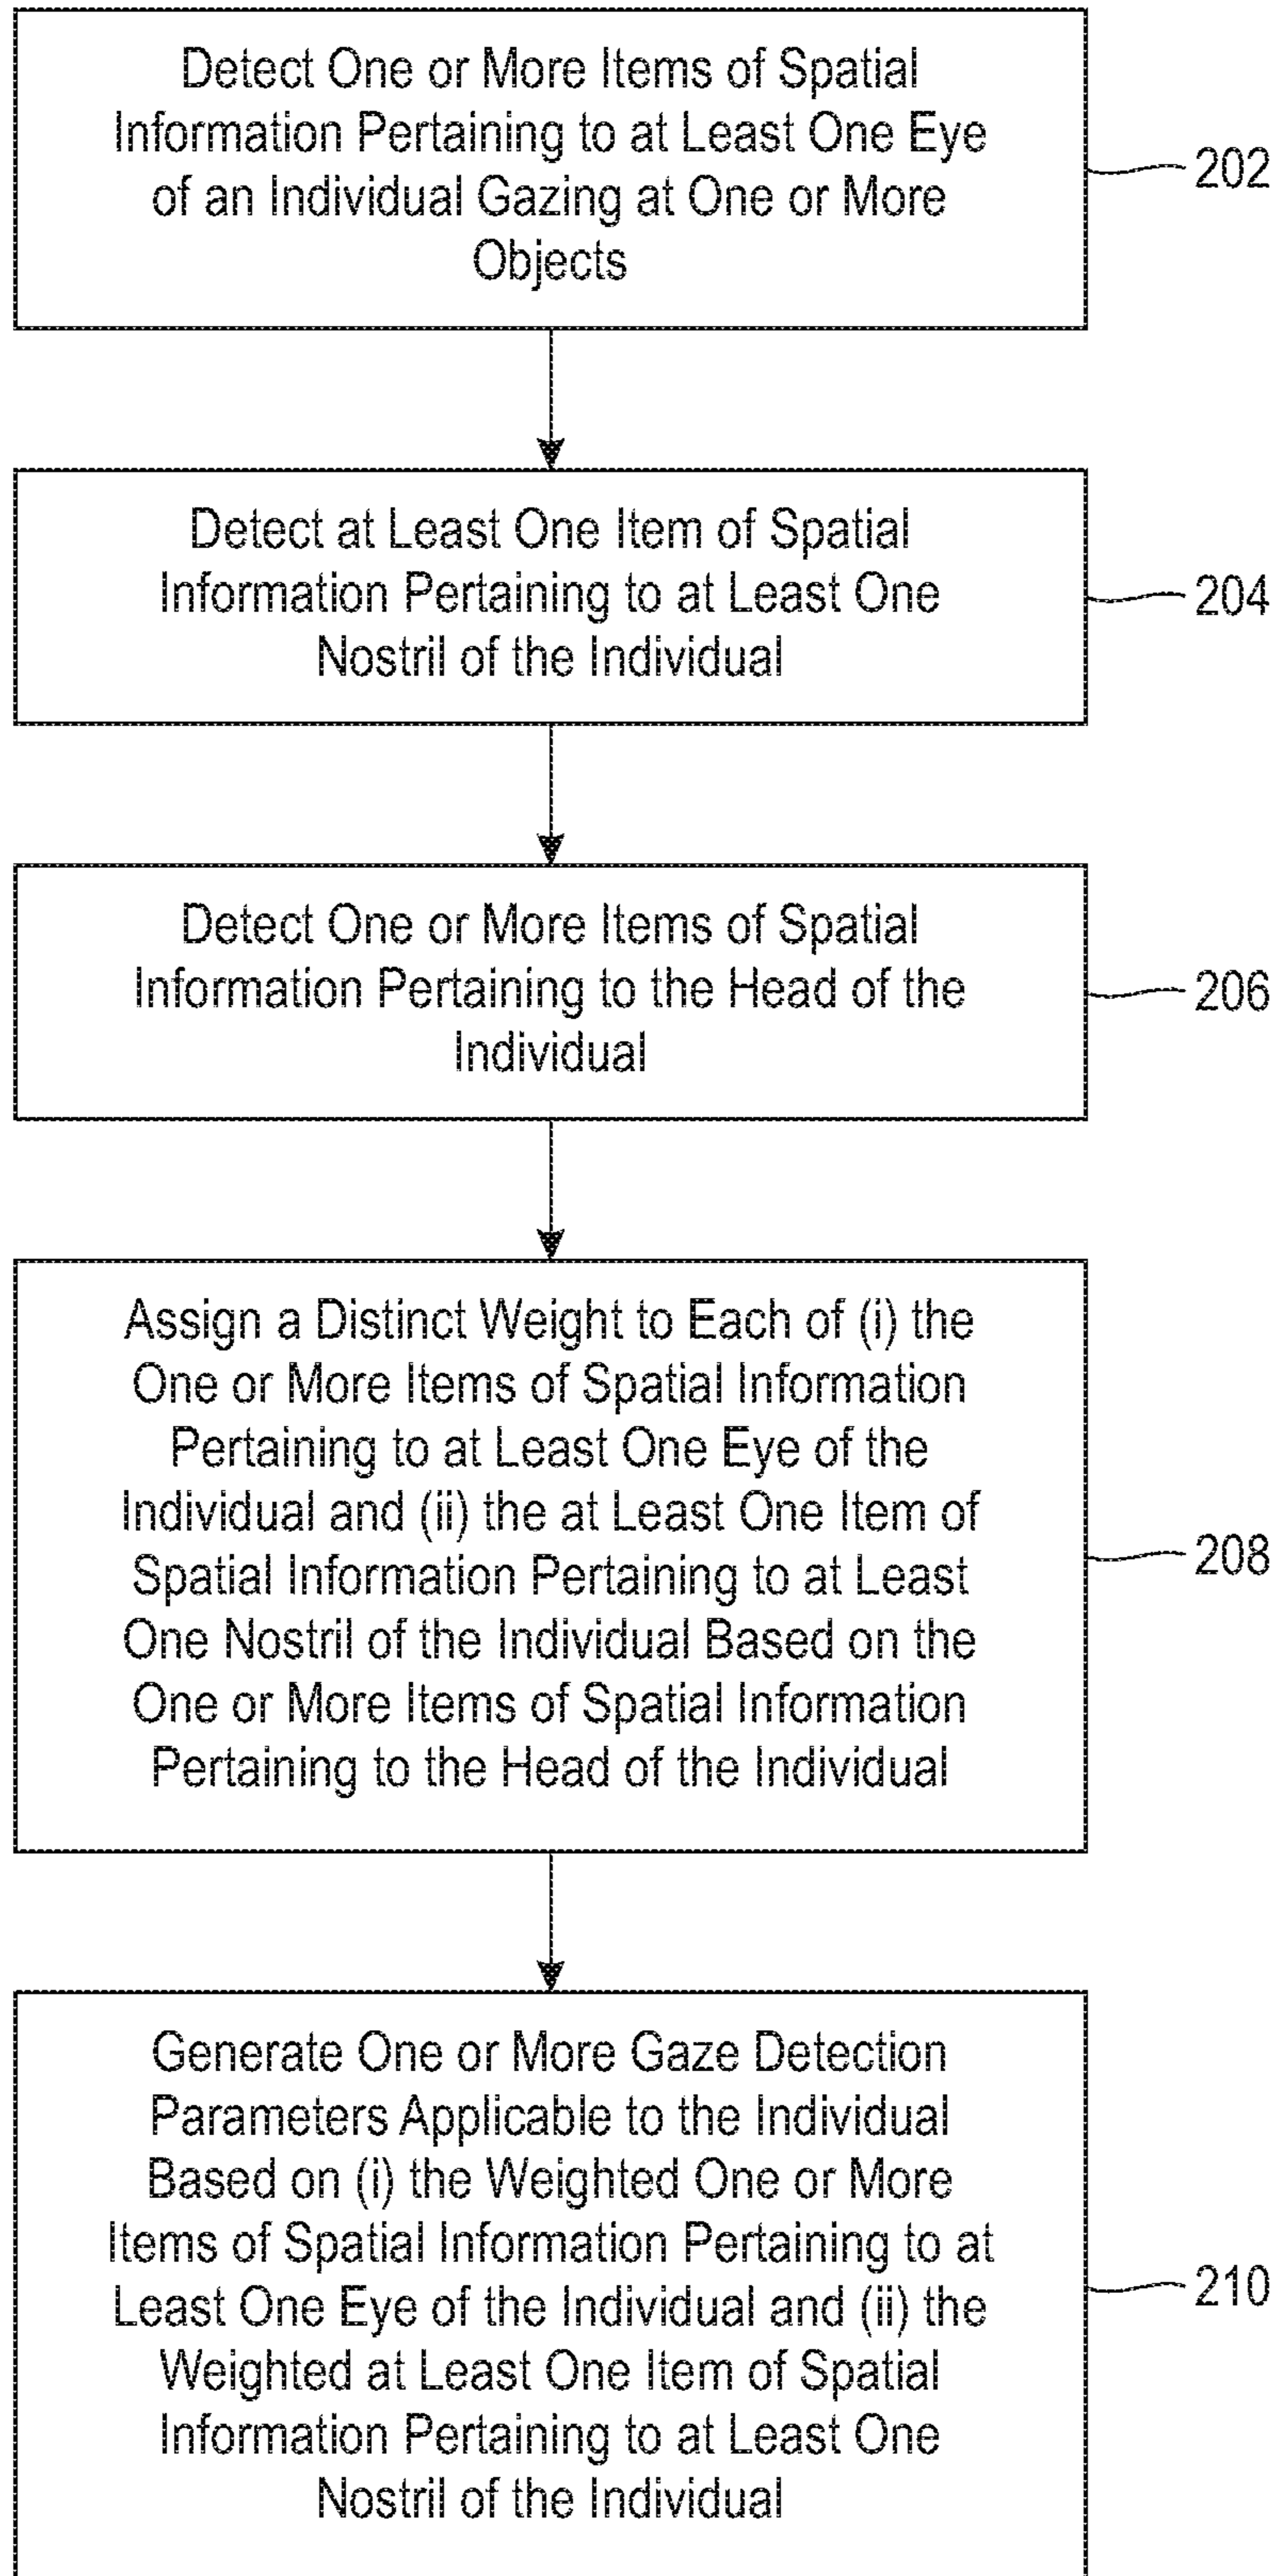 Detect One or More Items of Spatial
Information Pertaining to at Least One Eye
of an Individual Gazing at One or More
Objects
202
Detect at Least One Item of Spatial
Information Pertaining to at Least One
Nostril of the Individual
204
Detect One or More Items of Spatial
Information Pertaining to the Head of the
Individual
206
Assign a Distinct Weight to Each of (i) the
One or More Items of Spatial Information
Pertaining to at Least One Eye of the
Individual and (ii) the at Least One Item of
Spatial Information Pertaining to at Least
One Nostril of the Individual Based on the
One or More Items of Spatial Information
Pertaining to the Head of the Individual
208
Generate One or More Gaze Detection
Parameters Applicable to the Individual
Based on (i) the Weighted One or More
Items of Spatial Information Pertaining to at
Least One Eye of the Individual and (ii) the
Weighted at Least One Item of Spatial
Information Pertaining to at Least One
Nostril of the Individual
210